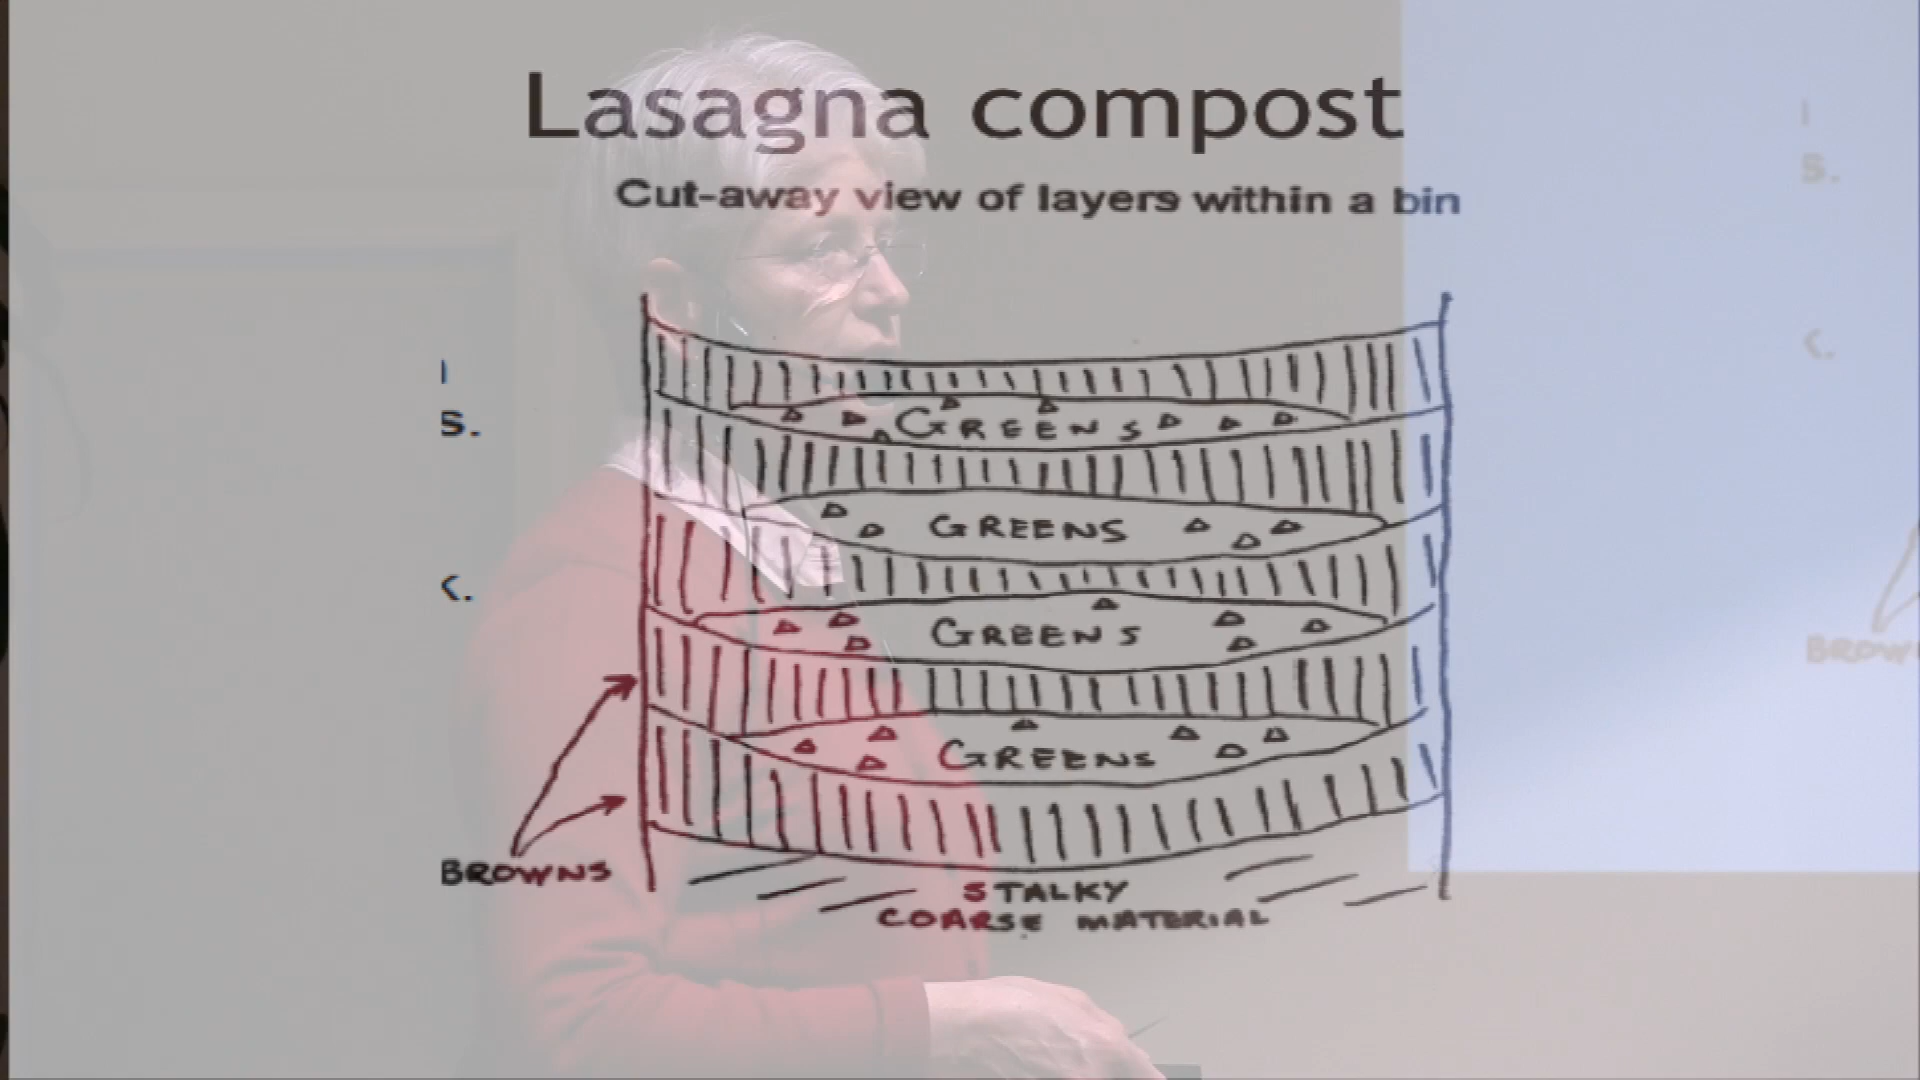 Lasagna compost
Cut-away view of layers within a bin
s.
GREENS
GREENS
k.
GREENS
GREENS
BROWNS
STALKY
COARSE MATERIAL